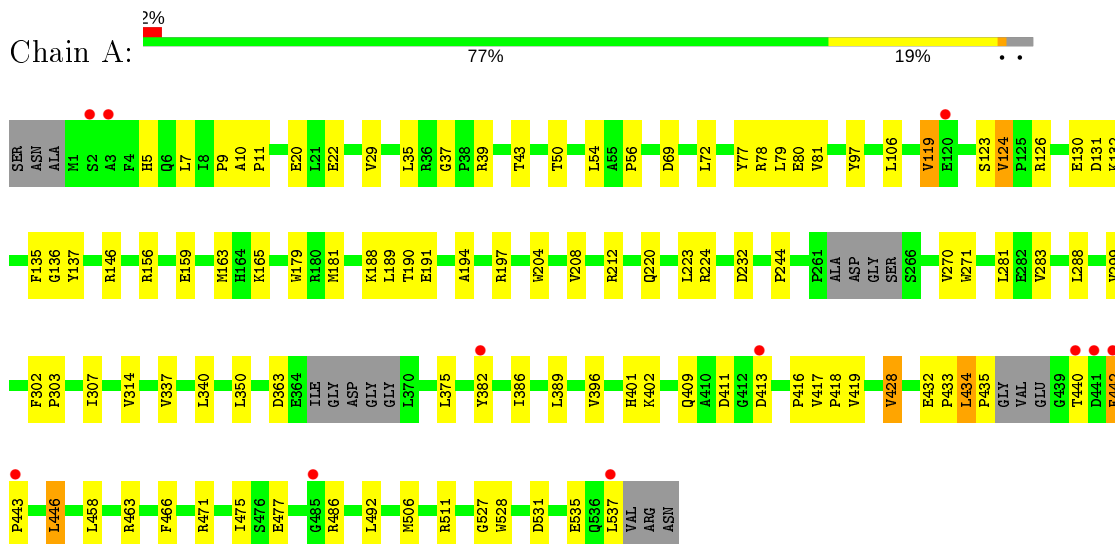 2%
Chain A:
77% 19% • •
SER ASN ALA M1 S2 A3 F4 H5 Q6 L7 I8 P9 A10 P11 E20 L21 E22 V29 L35 R36 G37 P38 R39 T43 T50 L54 A55 P56 D69 L72 Y77 R78 L79 E80 V81 Y97 L106 V119 E120 S123 V124 P125 R126 E130 D131 K132
F135 G136 Y137 R146 R156 E159 M163 H164 K165 W179 R180 M181 K188 L189 T190 E191 A194 R197 W204 V208 R212 Q220 L223 R224 D232 P244 P261 ALA ASP GLY SER S266 V270 W271 L281 E282 V283 L288
F302 P303 I307 V314 V337 L340 L350 D363 E364 ILE GLY ASP GLY GLY L370 L375 Y382 I386 L389 V396 H401 K402 Q409 A410 D411 G412 D413 P416 V417 P418 V419 V428 E432 P433 L434 P435 GLY VAL GLU G439 T440 D441
P443 L446 L458 R463 F466 R471 I475 S476 E477 G485 R486 L492 M506 R511 G527 W528 D531 E535 Q536 L537 VAL ARG ASN